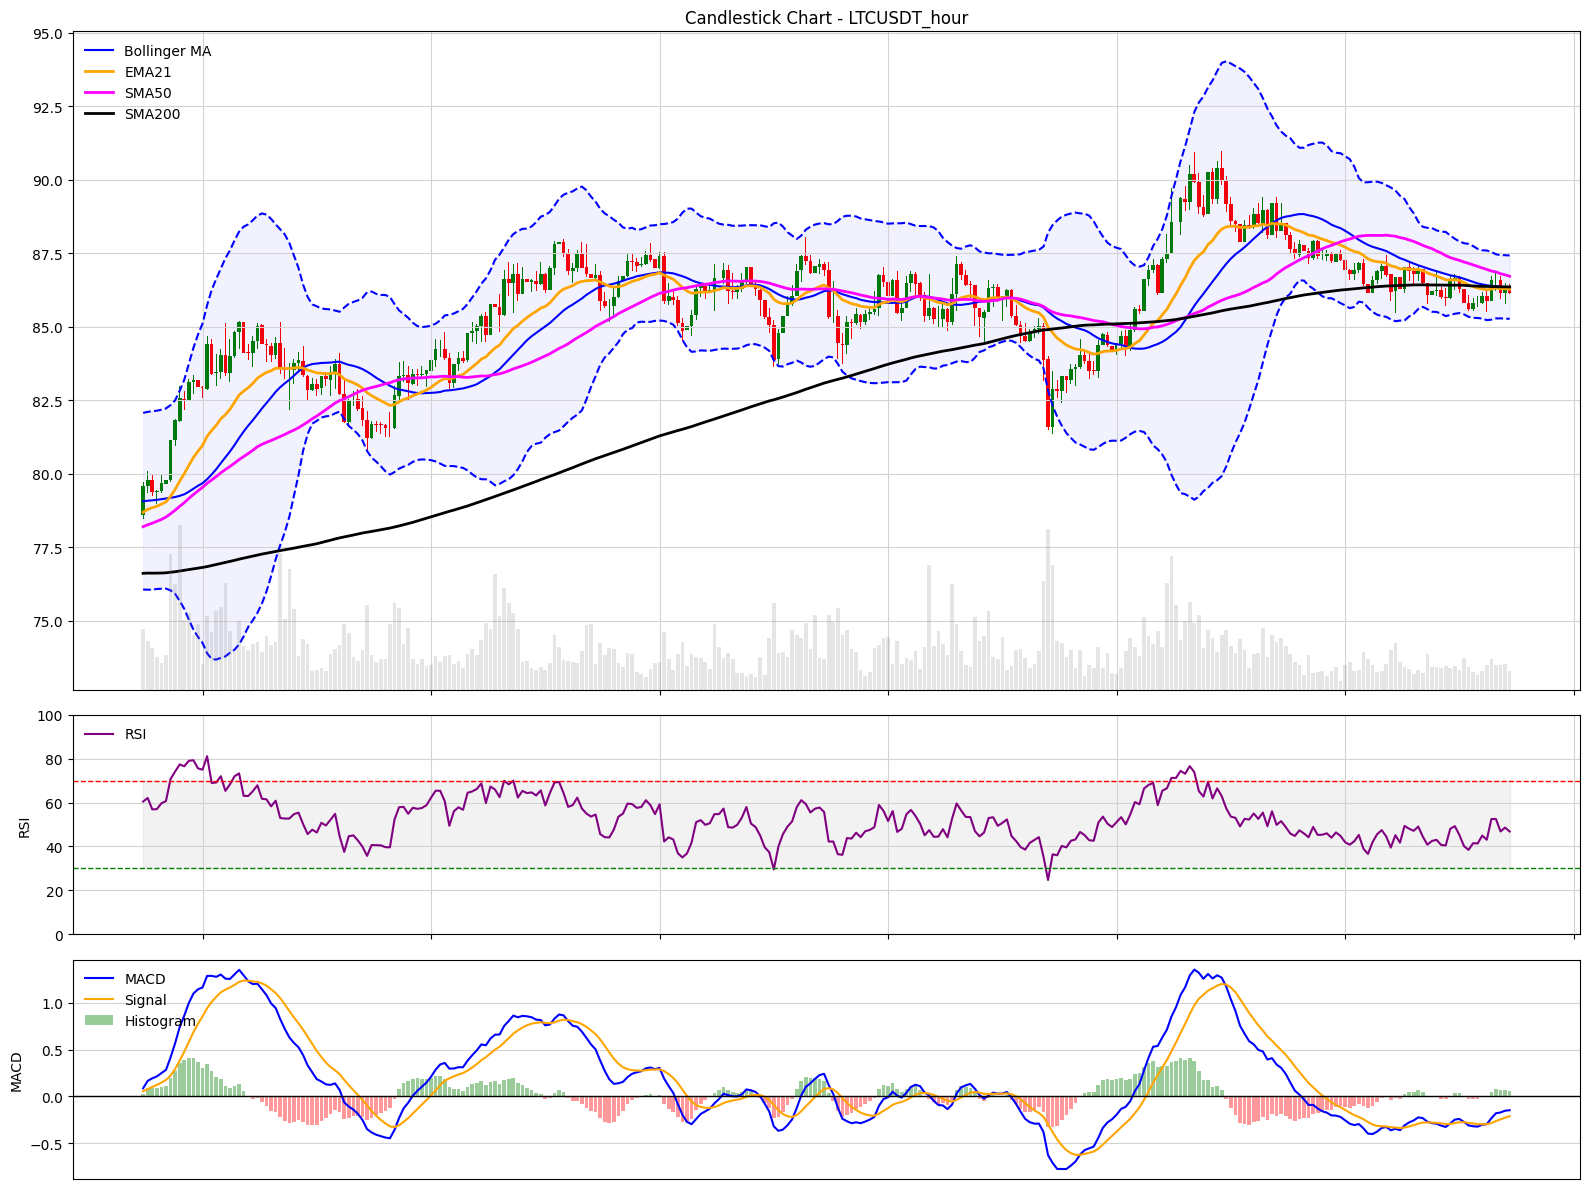 Candlestick Chart - LTCUSDT_hour
95.0
92.5
90.0
87.5
85.0
82.5
80.0
77.5
75.0
Bollinger MA
EMA21
SMA50
SMA200
100
80
60
40
20
0
RSI
RSI
1.0
0.5
0.0
−0.5
MACD
MACD
Signal
Histogram